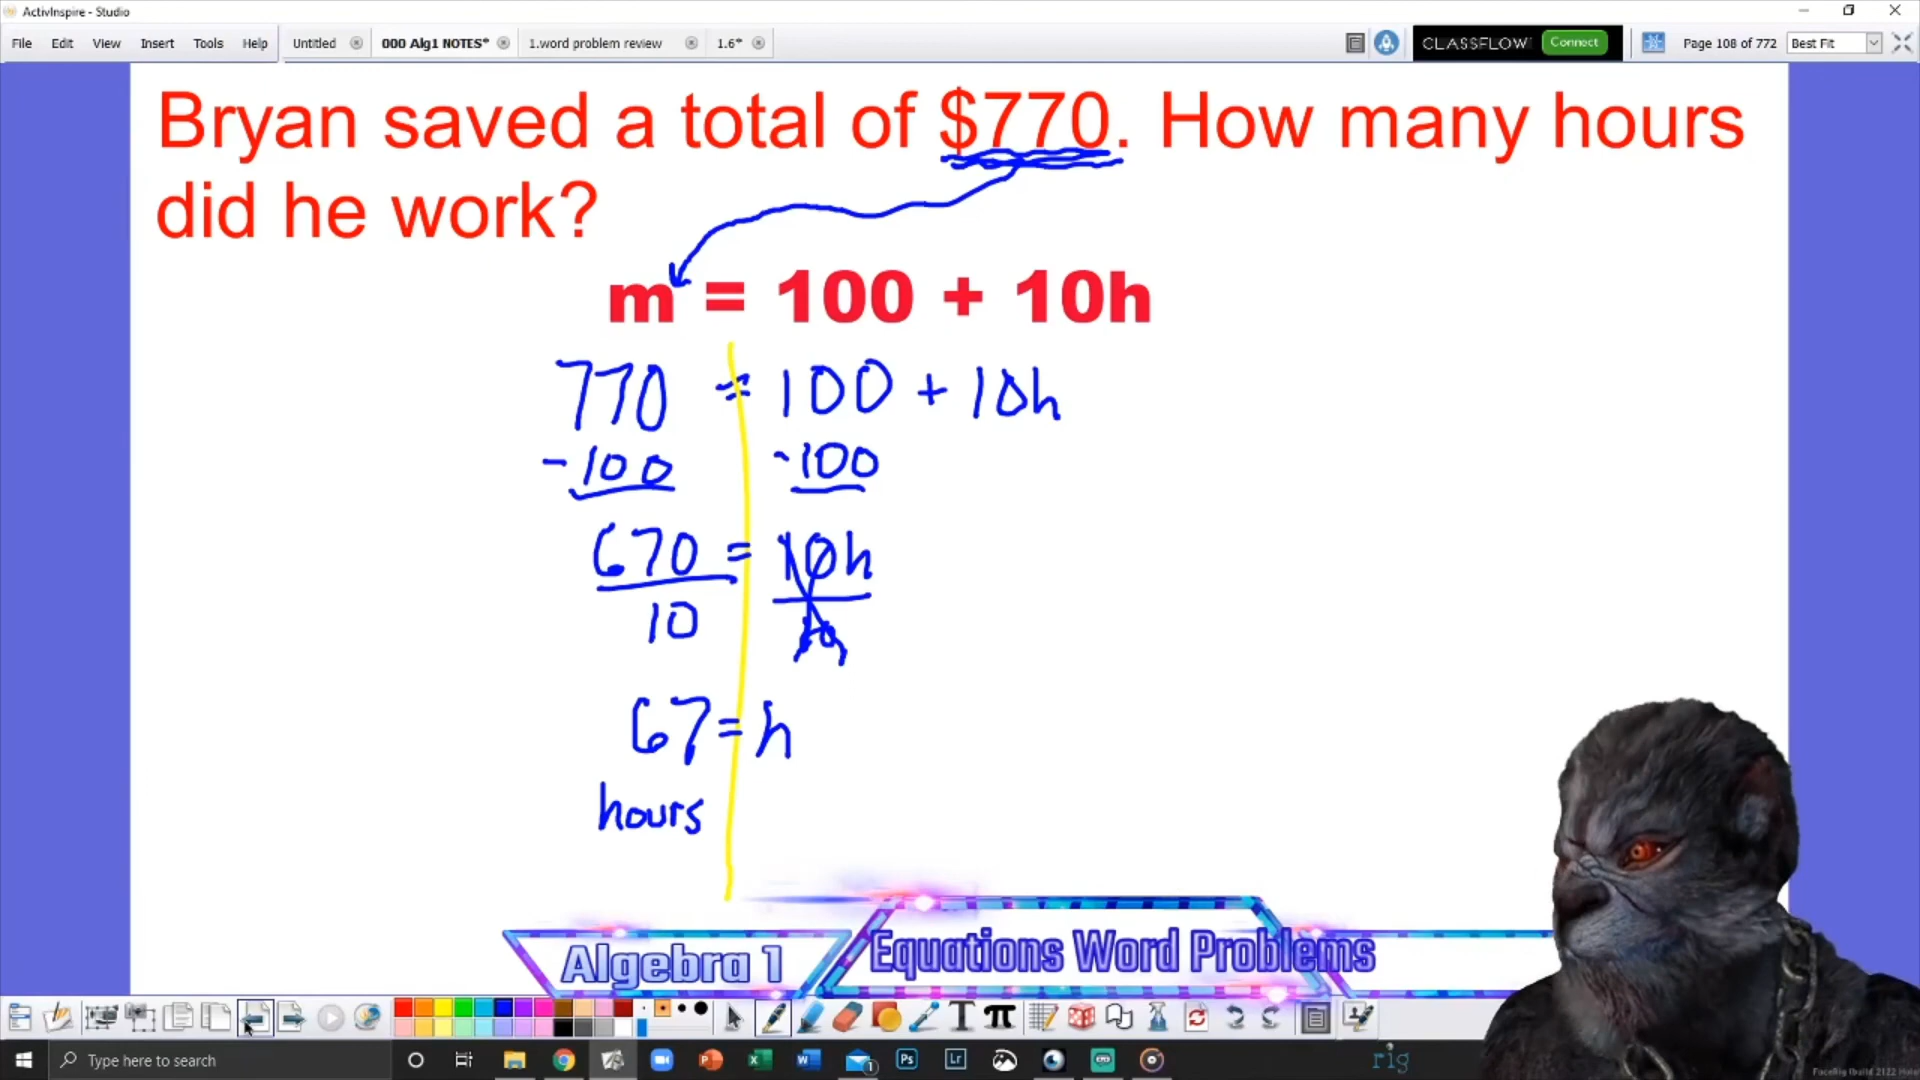 ActivInspire - Studio
File Edit View Insert Tools Help Untitled 000 Alg1 NOTES* 1.word problem review 1.6* CLASSFLOW Connect Page 108 of 772 Best Fit
Bryan saved a total of $770. How many hours
did he work?
m = 100 + 10h
770 = 100 + 10h
-100 -100
670 = 10h
10 10
67 = h
hours
Algebra 1 Equations Word Problems
Type here to search
rig